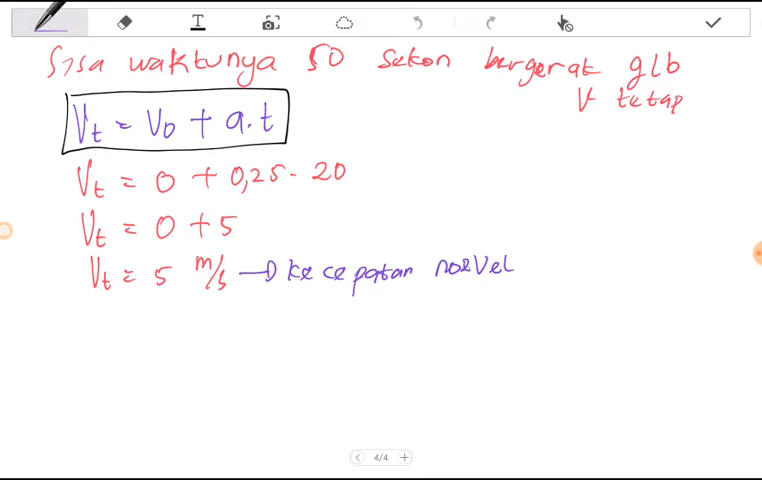 Sisa waktunya 50 sekon bergerak glb
V tetap
Vt = V0 + a.t
Vt = 0 + 0,25 - 20
Vt = 0 + 5
Vt = 5 m/s → kecepatan noevel
4/4